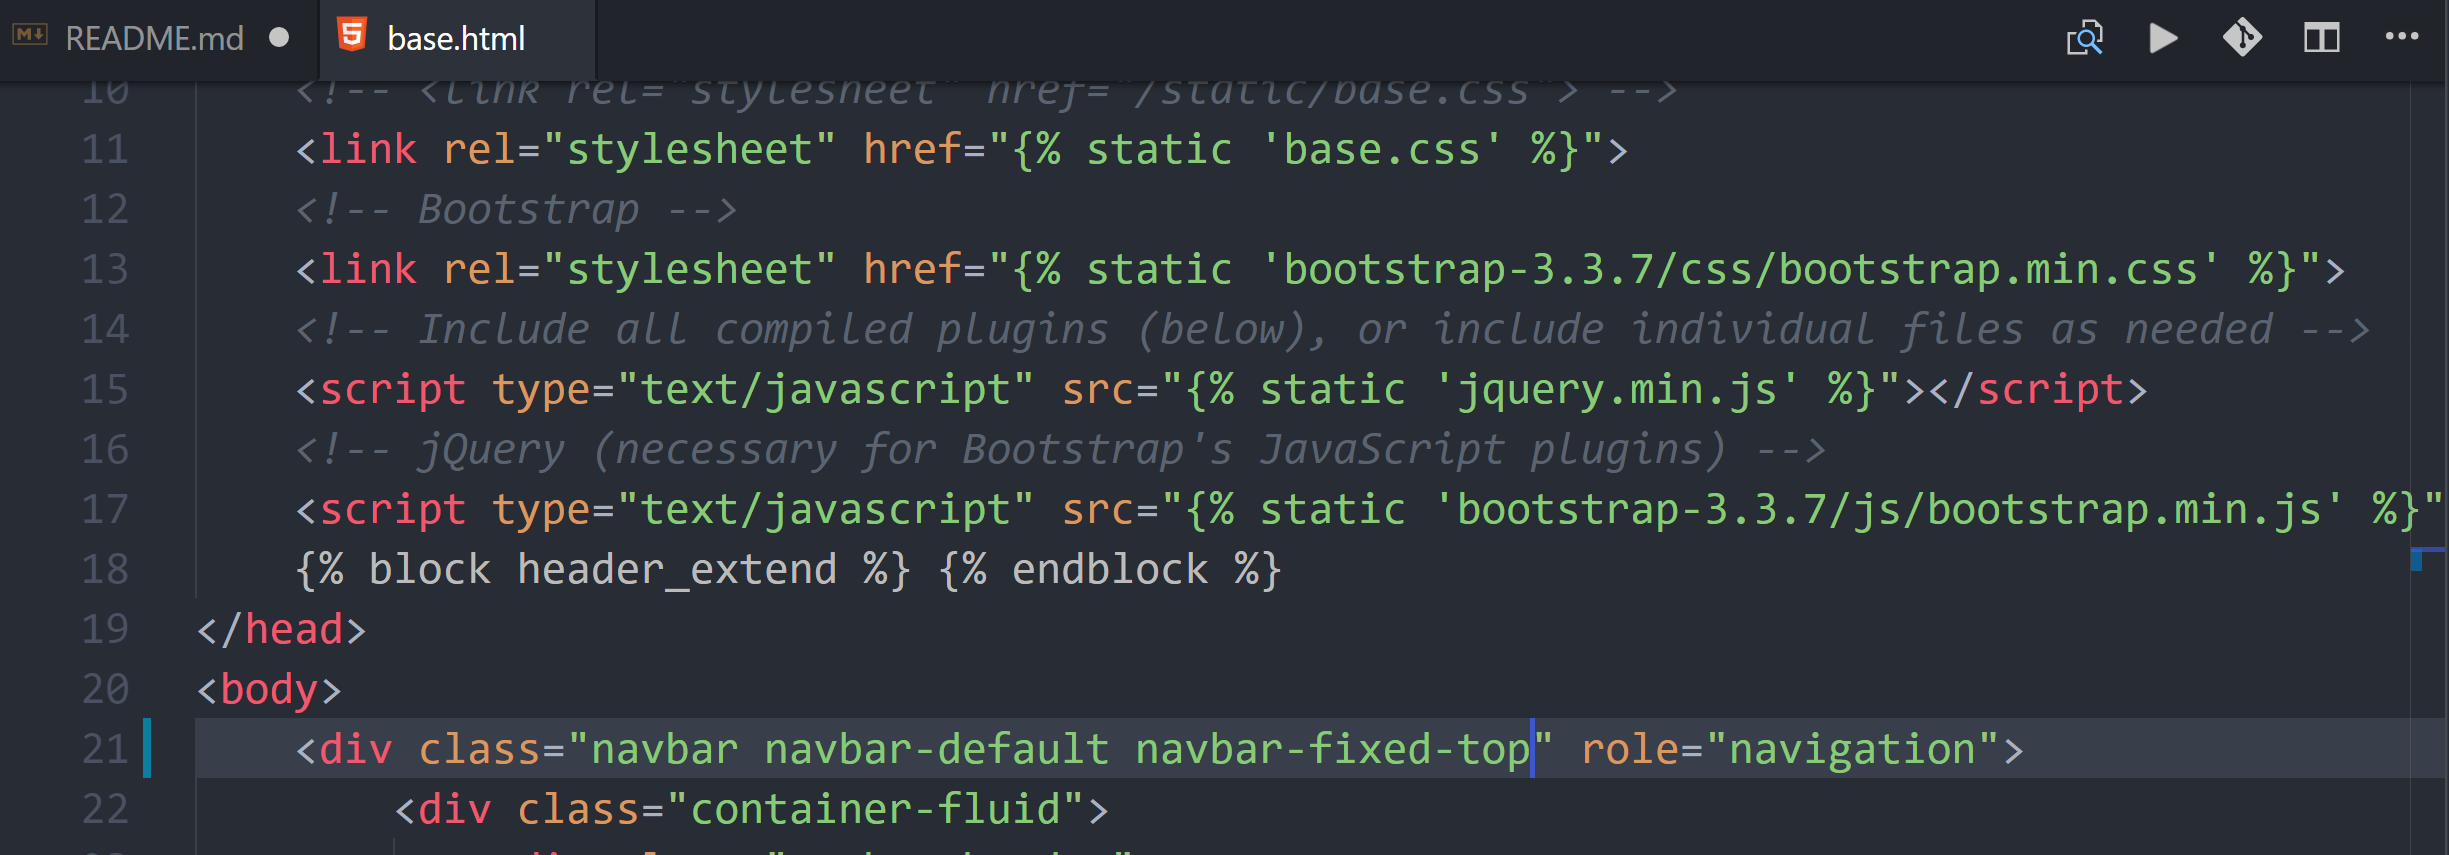 README.md ● base.html
10 <!-- <link rel="stylesheet" href="/static/base.css"> -->
11 <link rel="stylesheet" href="{% static 'base.css' %}">
12 <!-- Bootstrap -->
13 <link rel="stylesheet" href="{% static 'bootstrap-3.3.7/css/bootstrap.min.css' %}">
14 <!-- Include all compiled plugins (below), or include individual files as needed -->
15 <script type="text/javascript" src="{% static 'jquery.min.js' %}"></script>
16 <!-- jQuery (necessary for Bootstrap's JavaScript plugins) -->
17 <script type="text/javascript" src="{% static 'bootstrap-3.3.7/js/bootstrap.min.js' %}"
18 {% block header_extend %} {% endblock %}
19 </head>
20 <body>
21 <div class="navbar navbar-default navbar-fixed-top" role="navigation">
22 <div class="container-fluid">